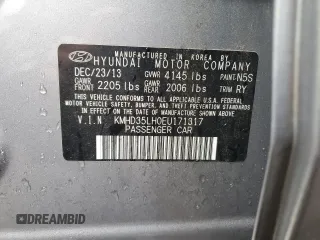 MANUFACTURED IN KOREA BY
HYUNDAI MOTOR COMPANY
DEC/23/13 GVWR 4145 lbs PAINT N5S
GAWR FRONT 2205 lbs GAWR REAR 2006 lbs TRIM RY
THIS VEHICLE CONFORMS TO ALL APPLICABLE FEDERAL
MOTOR VEHICLE SAFETY, BUMPER, AND THEFT PREVENTION
STANDARDS IN EFFECT ON THE DATE OF MANUFACTURE
SHOWN ABOVE.
V.I.N. KMHD35LH0EU171317
PASSENGER CAR
DREAMBID